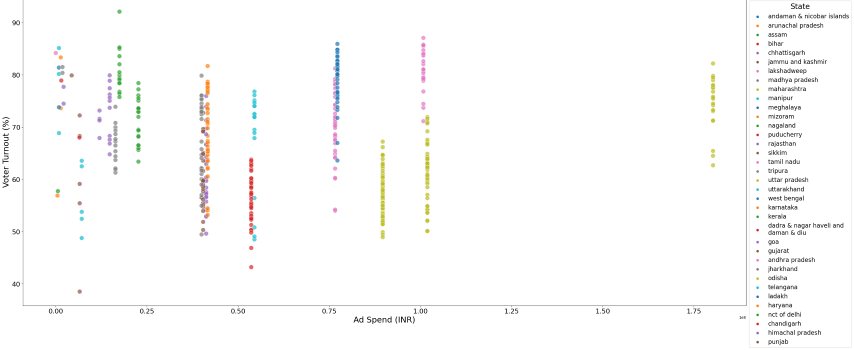 90
80
70
60
50
40
Voter Turnout (%)
0.00 0.25 0.50 0.75 1.00 1.25 1.50 1.75
1e8
Ad Spend (INR)
State
andaman & nicobar islands
arunachal pradesh
assam
bihar
chhattisgarh
jammu and kashmir
lakshadweep
madhya pradesh
maharashtra
manipur
meghalaya
mizoram
nagaland
puducherry
rajasthan
sikkim
tamil nadu
tripura
uttar pradesh
uttarakhand
west bengal
karnataka
kerala
dadra & nagar haveli and
daman & diu
goa
gujarat
andhra pradesh
jharkhand
odisha
telangana
ladakh
haryana
nct of delhi
chandigarh
himachal pradesh
punjab